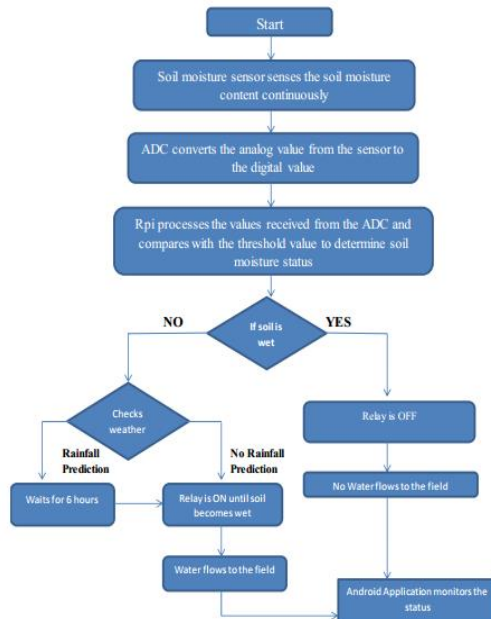 Start
Soil moisture sensor senses the soil moisture
content continuously
ADC converts the analog value from the sensor to
the digital value
Rpi processes the values received from the ADC and
compares with the threshold value to determine soil
moisture status
NO
If soil is
wet
YES
Checks
weather
Relay is OFF
Rainfall
Prediction
No Rainfall
Prediction
Waits for 6 hours
Relay is ON until soil
becomes wet
No Water flows to the field
Water flows to the field
Android Application monitors the
status